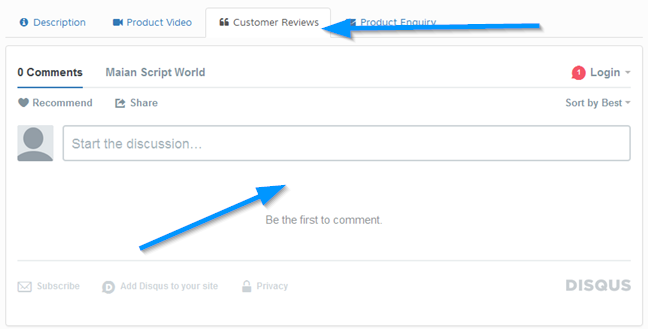 Description Product Video Customer Reviews Product Enquiry
0 Comments Maian Script World 1 Login
Recommend Share Sort by Best
Start the discussion...
Be the first to comment.
Subscribe D Add Disqus to your site Privacy DISQUS